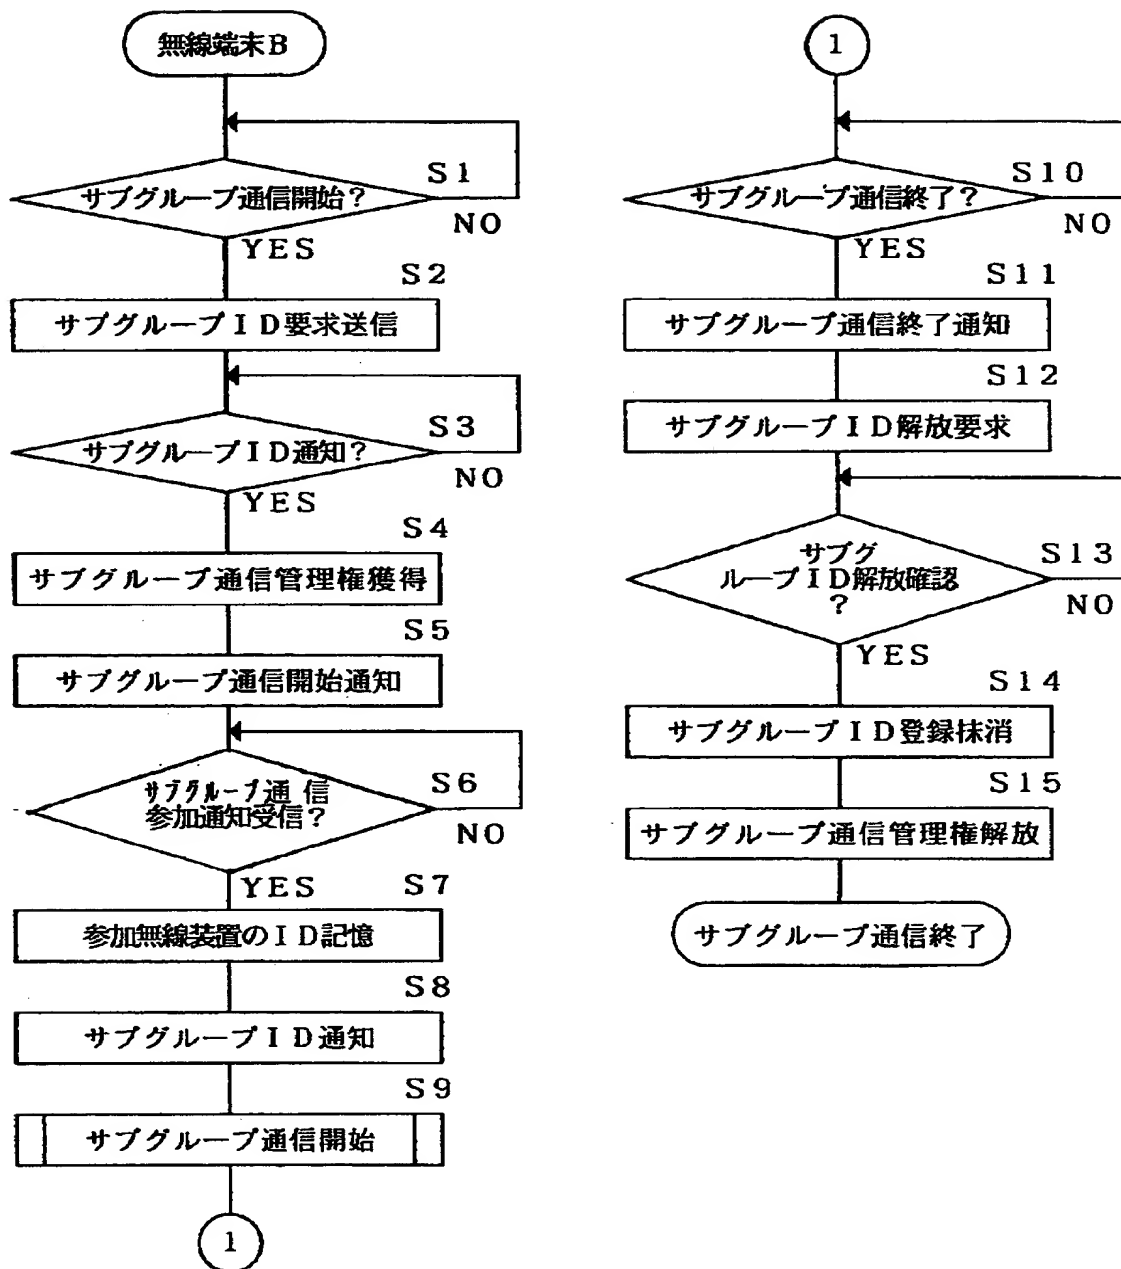 無線端末B
サブグループ通信開始?
S1
NO
YES
S2
サブグループID要求送信
サブグループID通知?
S3
NO
YES
S4
サブグループ通信管理権獲得
S5
サブグループ通信開始通知
サブグループ通信
参加通知受信?
S6
NO
YES
S7
参加無線装置のID記憶
S8
サブグループID通知
S9
サブグループ通信開始
1
1
サブグループ通信終了?
S10
NO
YES
S11
サブグループ通信終了通知
S12
サブグループID解放要求
サブグ
ループID解放確認
?
S13
NO
YES
S14
サブグループID登録抹消
S15
サブグループ通信管理権解放
サブグループ通信終了